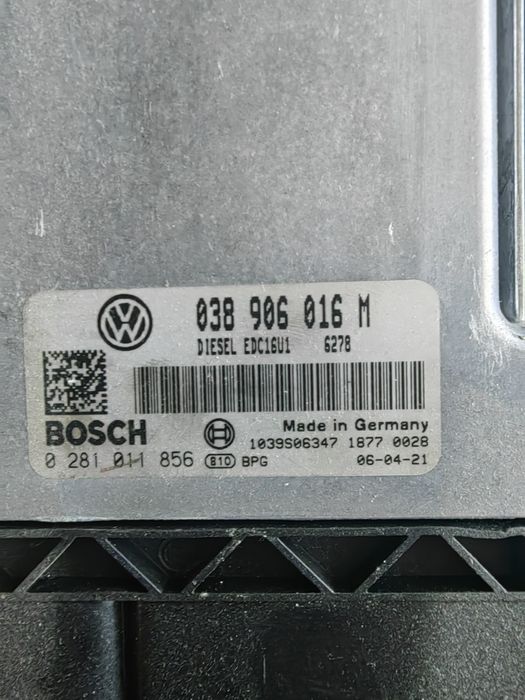 038 906 016 M
DIESEL EDC16U1 6278
BOSCH
Made in Germany
1039S06347 1877 0028
0 281 011 856 810 BPG 06-04-21